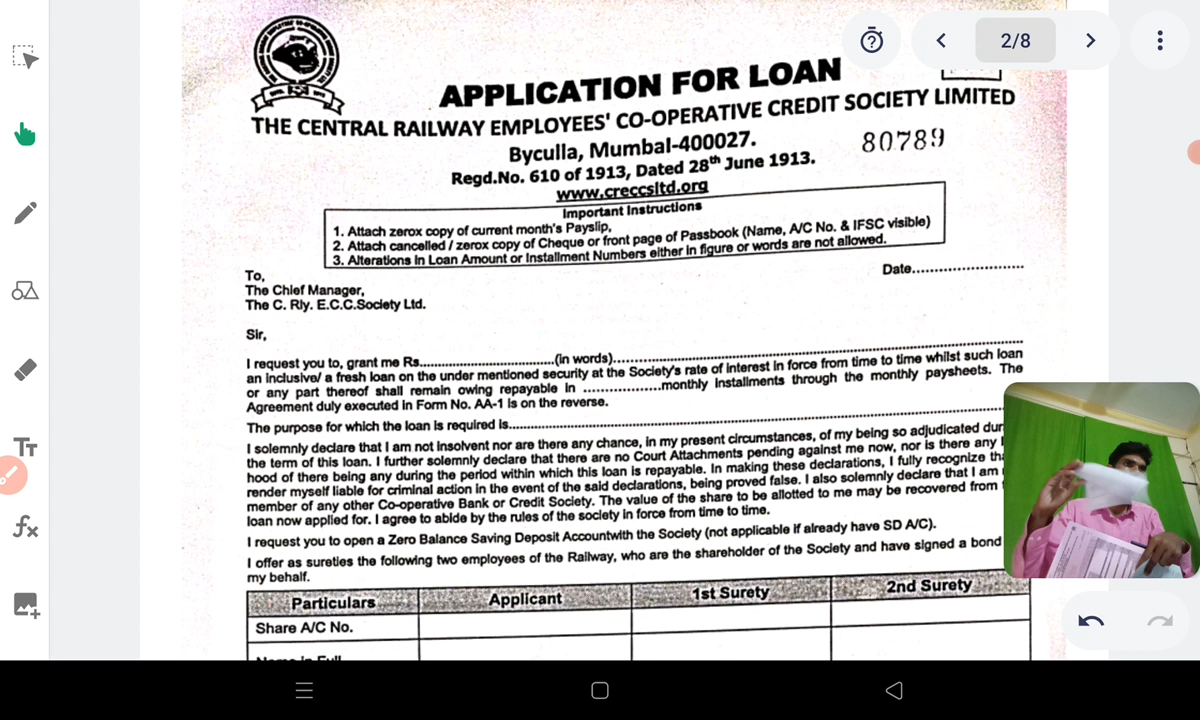 2/8
APPLICATION FOR LOAN
THE CENTRAL RAILWAY EMPLOYEES' CO-OPERATIVE CREDIT SOCIETY LIMITED
Byculla, Mumbai-400027.
80789
Regd.No. 610 of 1913, Dated 28th June 1913.
www.creccsltd.org
Important Instructions
1. Attach zerox copy of current month's Payslip,
2. Attach cancelled / zerox copy of Cheque or front page of Passbook (Name, A/C No. & IFSC visible)
3. Alterations in Loan Amount or Installment Numbers either in figure or words are not allowed.
Date..........................
To,
The Chief Manager,
The C. Rly. E.C.C.Society Ltd.
Sir,
I request you to, grant me Rs................................(in words)................................
an inclusive/ a fresh loan on the under mentioned security at the Society's rate of interest in force from time to time whilst such loan
or any part thereof shall remain owing repayable in ..................monthly installments through the monthly paysheets. The
Agreement duly executed in Form No. AA-1 is on the reverse.
The purpose for which the loan is required is................................
I solemnly declare that I am not insolvent nor are there any chance, in my present circumstances, of my being so adjudicated dur
the term of this loan. I further solemnly declare that there are no Court Attachments pending against me now, nor is there any l
hood of there being any during the period within which this loan is repayable. In making these declarations, I fully recognize th
render myself liable for criminal action in the event of the said declarations, being proved false. I also solemnly declare that I am
member of any other Co-operative Bank or Credit Society. The value of the share to be allotted to me may be recovered from
loan now applied for. I agree to abide by the rules of the society in force from time to time.
I request you to open a Zero Balance Saving Deposit Accountwith the Society (not applicable if already have SD A/C).
I offer as sureties the following two employees of the Railway, who are the shareholder of the Society and have signed a bond
my behalf.
Particulars Applicant 1st Surety 2nd Surety
Share A/C No.
Name in Full
Tт
fx